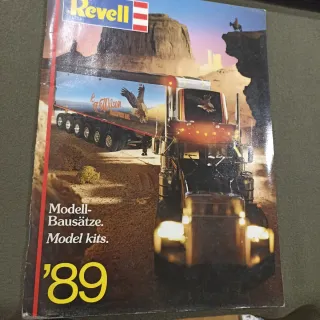 Revell
Modell-
Bausätze.
Model kits.
'89